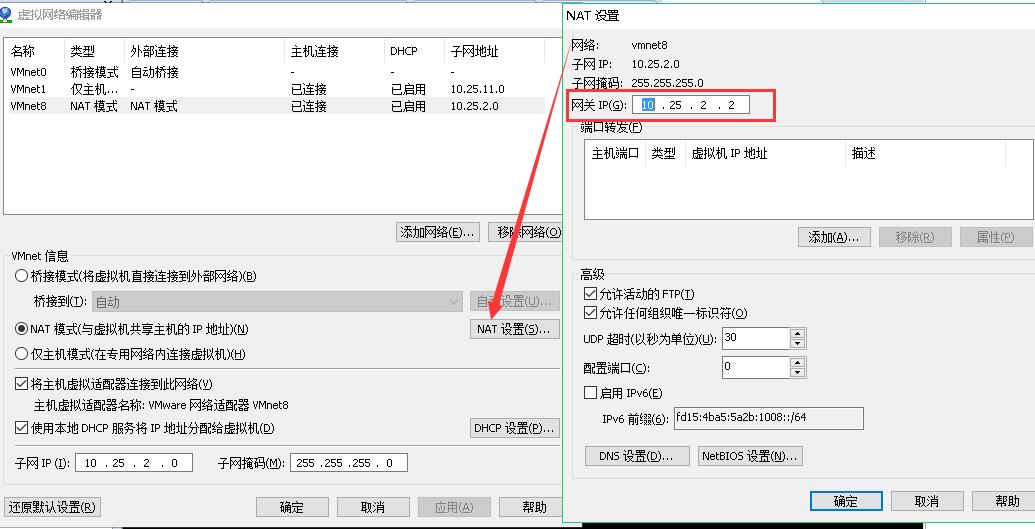 虚拟网络编辑器
名称 类型 外部连接 主机连接 DHCP 子网地址
VMnet0 桥接模式 自动桥接 - - -
VMnet1 仅主机... - 已连接 已启用 10.25.11.0
VMnet8 NAT 模式 NAT 模式 已连接 已启用 10.25.2.0
添加网络(E)... 移除网络(O)
VMnet 信息
桥接模式(将虚拟机直接连接到外部网络)(B)
桥接到(T): 自动 自动设置(U)...
NAT 模式(与虚拟机共享主机的 IP 地址)(N) NAT 设置(S)...
仅主机模式(在专用网络内连接虚拟机)(H)
将主机虚拟适配器连接到此网络(V)
主机虚拟适配器名称: VMware 网络适配器 VMnet8
使用本地 DHCP 服务将 IP 地址分配给虚拟机(D) DHCP 设置(P)...
子网 IP (I): 10 . 25 . 2 . 0 子网掩码(M): 255 .255 .255 . 0
还原默认设置(R) 确定 取消 应用(A) 帮助
NAT 设置
网络: vmnet8
子网 IP: 10.25.2.0
子网掩码: 255.255.255.0
网关 IP(G): 10 . 25 . 2 . 2
端口转发(F)
主机端口 类型 虚拟机 IP 地址 描述
添加(A)... 移除(R) 属性(P)
高级
允许活动的 FTP(T)
允许任何组织唯一标识符(O)
UDP 超时(以秒为单位)(U): 30
配置端口(C): 0
启用 IPv6(E)
IPv6 前缀(6): fd15:4ba5:5a2b:1008::/64
DNS 设置(D)... NetBIOS 设置(N)...
确定 取消 帮助